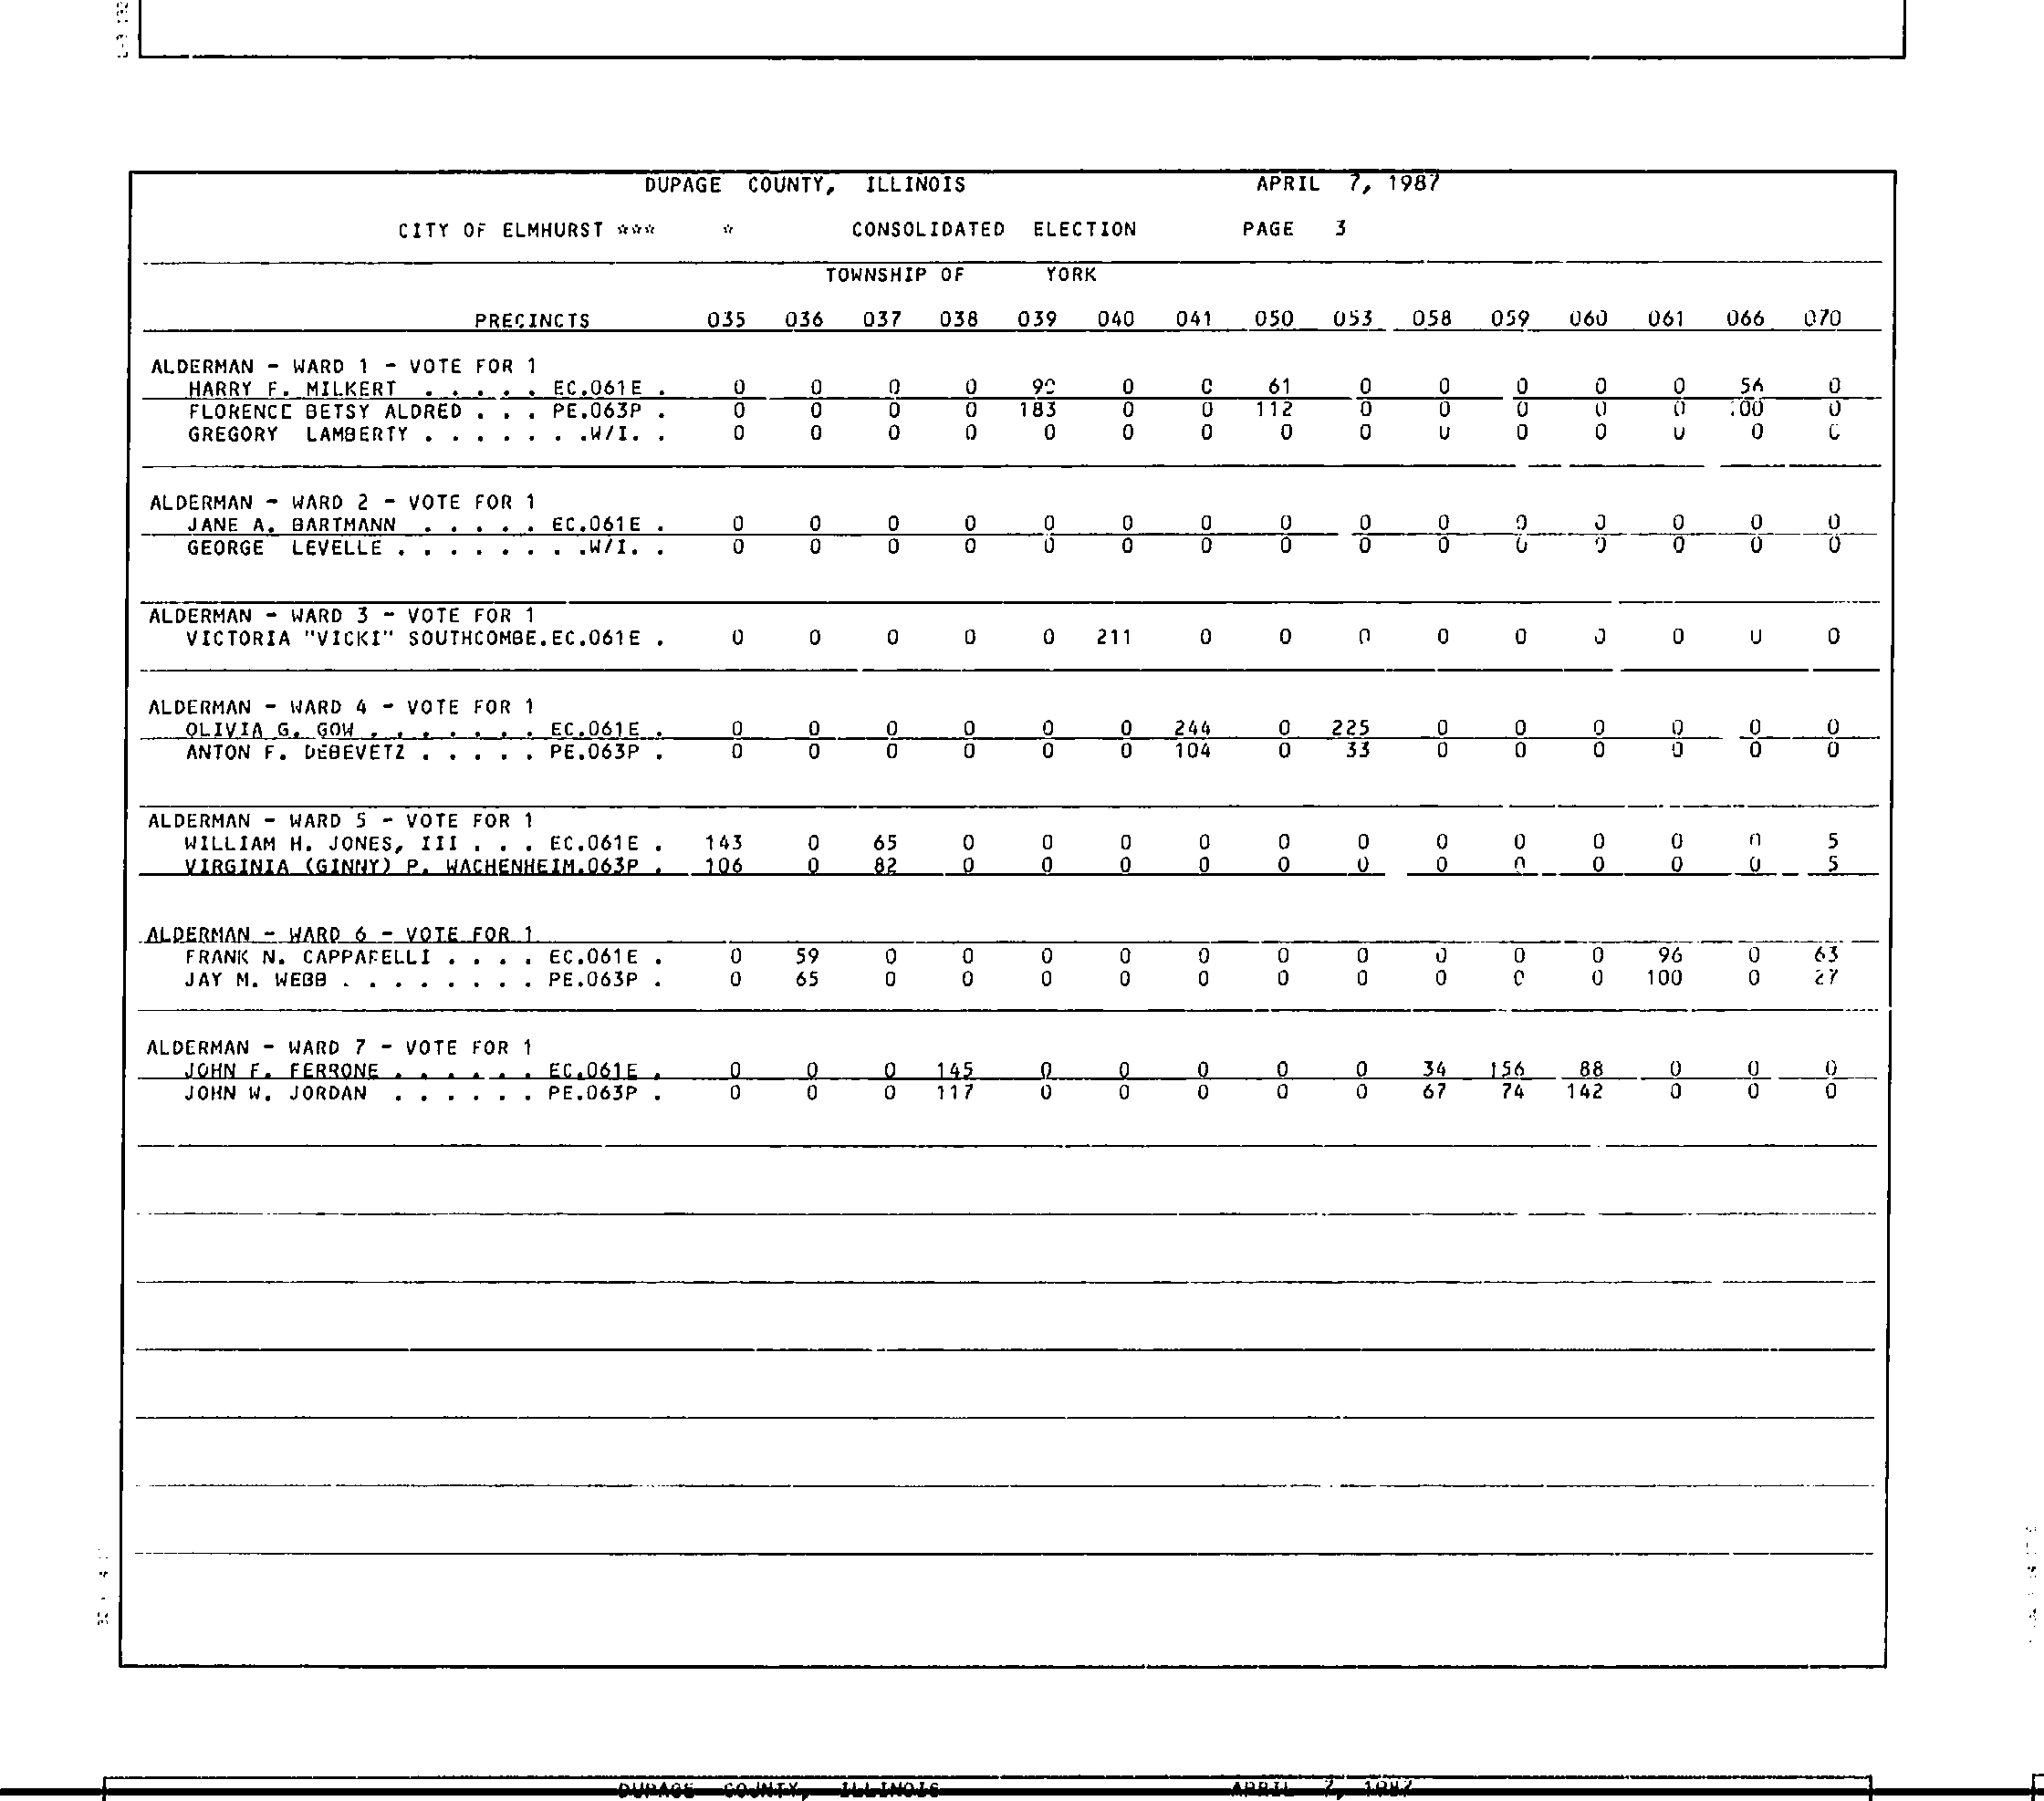 DUPAGE COUNTY, ILLINOIS APRIL 7, 1987
CITY OF ELMHURST *** * CONSOLIDATED ELECTION PAGE 3
TOWNSHIP OF YORK
PRECINCTS 035 036 037 038 039 040 041 050 053 058 059 060 061 066 070
ALDERMAN - WARD 1 - VOTE FOR 1
HARRY F. MILKERT . . . . . EC.061E . 0 0 0 0 0 0 61 0 0 0 0 0 56 0
FLORENCE BETSY ALDRED . . . PE.063P . 0 0 0 0 183 0 0 112 0 0 0 0 0 100 0
GREGORY LAMBERTY . . . . . . .W/I. . 0 0 0 0 0 0 0 0 0 0 0 0 0 0 0
ALDERMAN - WARD 2 - VOTE FOR 1
JANE A. BARTMANN . . . . . EC.061E . 0 0 0 0 0 0 0 0 0 0 0 0 0 0 0
GEORGE LEVELLE . . . . . . . .W/I. . 0 0 0 0 0 0 0 0 0 0 0 0 0 0 0
ALDERMAN - WARD 3 - VOTE FOR 1
VICTORIA "VICKI" SOUTHCOMBE.EC.061E . 0 0 0 0 0 211 0 0 0 0 0 0 0 0 0
ALDERMAN - WARD 4 - VOTE FOR 1
OLIVIA G. GOW . . . . . . . EC.061E . 0 0 0 0 0 0 244 0 225 0 0 0 0 0 0
ANTON F. DEBEVETZ . . . . . PE.063P . 0 0 0 0 0 0 104 0 33 0 0 0 0 0 0
ALDERMAN - WARD 5 - VOTE FOR 1
WILLIAM H. JONES, III . . . EC.061E . 143 0 65 0 0 0 0 0 0 0 0 0 0 0 5
VIRGINIA (GINNY) P. WACHENHEIM.063P . 106 0 82 0 0 0 0 0 0 0 0 0 0 0 5
ALDERMAN - WARD 6 - VOTE FOR 1
FRANK N. CAPPARELLI . . . . EC.061E . 0 59 0 0 0 0 0 0 0 0 0 0 96 0 63
JAY M. WEBB . . . . . . . . PE.063P . 0 65 0 0 0 0 0 0 0 0 0 0 100 0 27
ALDERMAN - WARD 7 - VOTE FOR 1
JOHN F. FERRONE . . . . . . EC.061E . 0 0 0 145 0 0 0 0 0 34 156 88 0 0 0
JOHN W. JORDAN . . . . . . PE.063P . 0 0 0 117 0 0 0 0 0 67 74 142 0 0 0
DUPAGE COUNTY, ILLINOIS APRIL 7, 1987